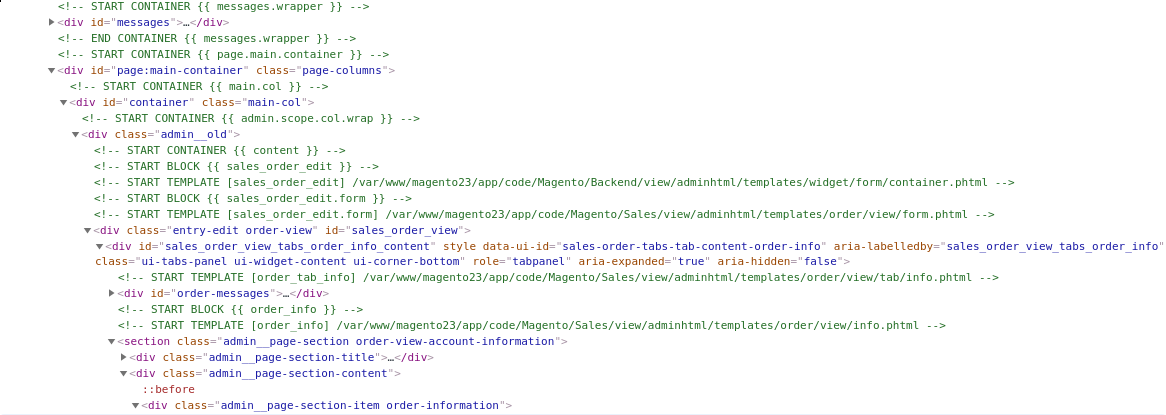 <!-- START CONTAINER {{ messages.wrapper }} -->
<div id="messages">…</div>
<!-- END CONTAINER {{ messages.wrapper }} -->
<!-- START CONTAINER {{ page.main.container }} -->
<div id="page:main-container" class="page-columns">
<!-- START CONTAINER {{ main.col }} -->
<div id="container" class="main-col">
<!-- START CONTAINER {{ admin.scope.col.wrap }} -->
<div class="admin__old">
<!-- START CONTAINER {{ content }} -->
<!-- START BLOCK {{ sales_order_edit }} -->
<!-- START TEMPLATE [sales_order_edit] /var/www/magento23/app/code/Magento/Backend/view/adminhtml/templates/widget/form/container.phtml -->
<!-- START BLOCK {{ sales_order_edit.form }} -->
<!-- START TEMPLATE [sales_order_edit.form] /var/www/magento23/app/code/Magento/Sales/view/adminhtml/templates/order/view/form.phtml -->
<div class="entry-edit order-view" id="sales_order_view">
<div id="sales_order_view_tabs_order_info_content" style data-ui-id="sales-order-tabs-tab-content-order-info" aria-labelledby="sales_order_view_tabs_order_info"
class="ui-tabs-panel ui-widget-content ui-corner-bottom" role="tabpanel" aria-expanded="true" aria-hidden="false">
<!-- START TEMPLATE [order_tab_info] /var/www/magento23/app/code/Magento/Sales/view/adminhtml/templates/order/view/tab/info.phtml -->
<div id="order-messages">…</div>
<!-- START BLOCK {{ order_info }} -->
<!-- START TEMPLATE [order_info] /var/www/magento23/app/code/Magento/Sales/view/adminhtml/templates/order/view/info.phtml -->
<section class="admin__page-section order-view-account-information">
<div class="admin__page-section-title">…</div>
<div class="admin__page-section-content">
::before
<div class="admin__page-section-item order-information">